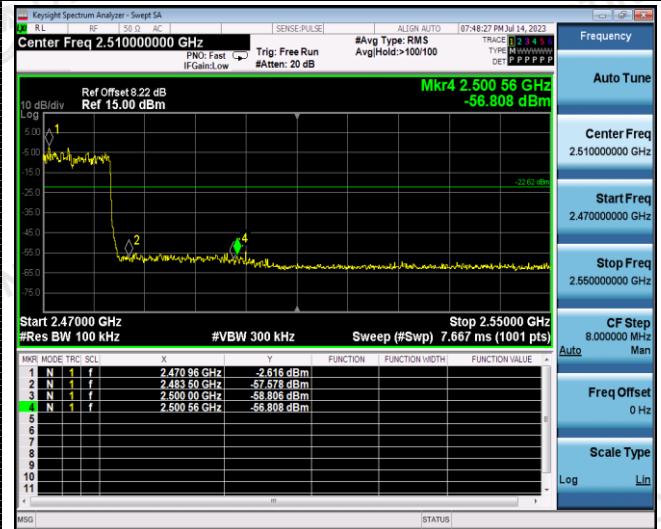 Keysight Spectrum Analyzer - Swept SA
RL RF 50 Ω AC SENSE:PULSE ALIGN AUTO 07:48:27 PM Jul 14, 2023
Center Freq 2.510000000 GHz
PNO: Fast
IFGain:Low
Trig: Free Run
#Atten: 20 dB
#Avg Type: RMS
Avg|Hold:>100/100
TRACE 1 2 3 4 5 6
TYPE M WWWWW
DET P P P P P P
Ref Offset 8.22 dB
Ref 15.00 dBm
10 dB/div
Log
Mkr4 2.500 56 GHz
-56.808 dBm
5.00
-5.00
-15.0
-25.0
-35.0
-45.0
-55.0
-65.0
-75.0
1
2
4
-22.62 dBm
Start 2.47000 GHz Stop 2.55000 GHz
#Res BW 100 kHz #VBW 300 kHz Sweep (#Swp) 7.667 ms (1001 pts)
MKR MODE TRC SCL X Y FUNCTION FUNCTION WIDTH FUNCTION VALUE
1 N 1 f 2.470 96 GHz -2.616 dBm
2 N 1 f 2.483 50 GHz -57.578 dBm
3 N 1 f 2.500 00 GHz -58.806 dBm
4 N 1 f 2.500 56 GHz -56.808 dBm
5
6
7
8
9
10
11
MSG STATUS
Frequency
Auto Tune
Center Freq
2.510000000 GHz
Start Freq
2.470000000 GHz
Stop Freq
2.550000000 GHz
CF Step
8.000000 MHz
Auto Man
Freq Offset
0 Hz
Scale Type
Log Lin